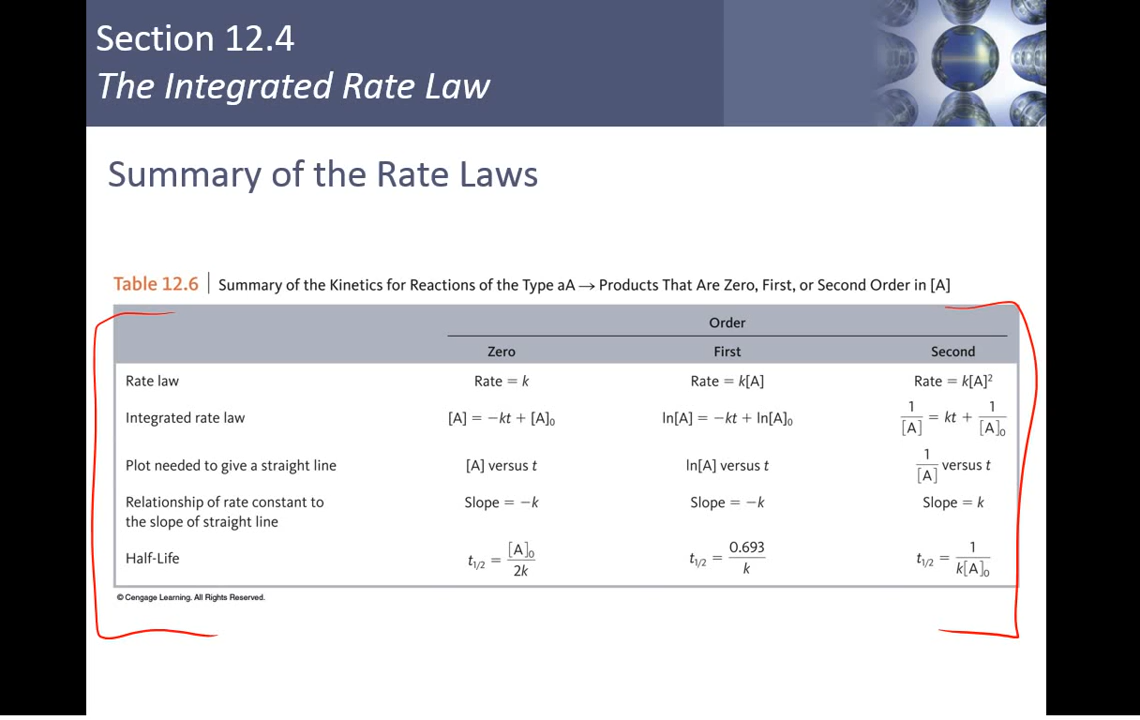 Section 12.4
The Integrated Rate Law
Summary of the Rate Laws
Table 12.6 | Summary of the Kinetics for Reactions of the Type aA → Products That Are Zero, First, or Second Order in [A]
Order
Zero First Second
Rate law Rate = k Rate = k[A] Rate = k[A]²
Integrated rate law [A] = −kt + [A]₀ ln[A] = −kt + ln[A]₀ 1/[A] = kt + 1/[A]₀
Plot needed to give a straight line [A] versus t ln[A] versus t 1/[A] versus t
Relationship of rate constant to Slope = −k Slope = −k Slope = k
the slope of straight line
Half-Life t₁/₂ = [A]₀/2k t₁/₂ = 0.693/k t₁/₂ = 1/k[A]₀
© Cengage Learning. All Rights Reserved.